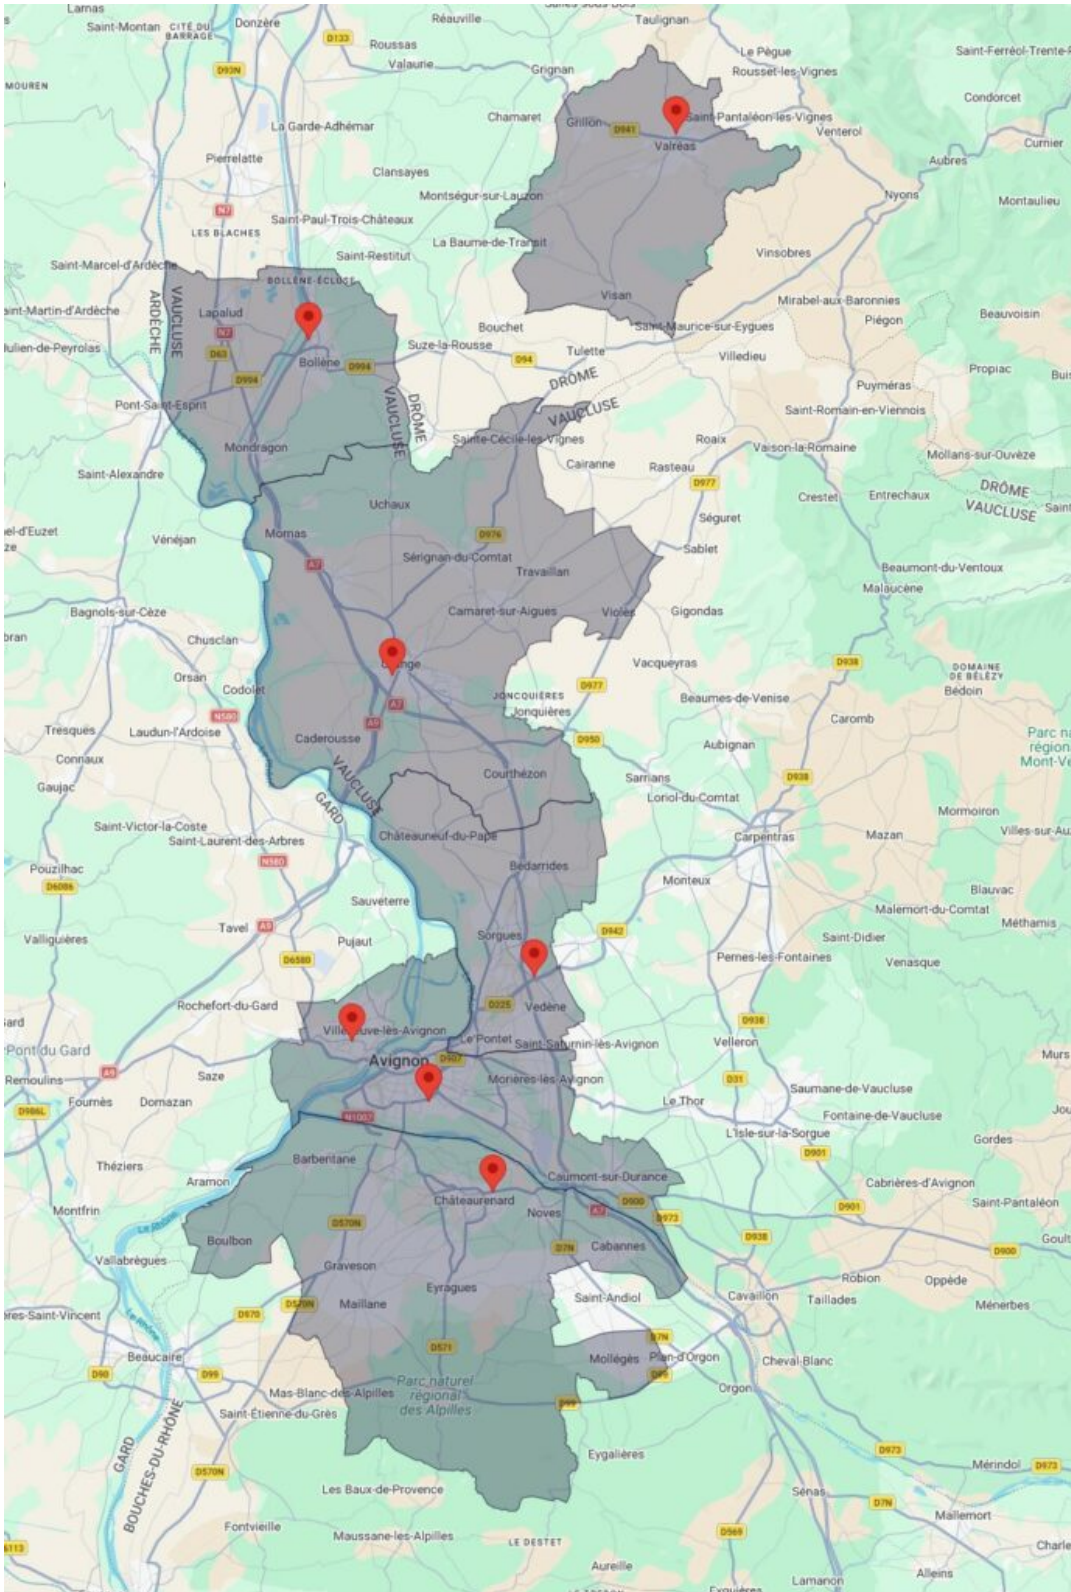 Larnas
Saint-Montan
CITÉ DU
BARRAGE
Donzère
Réauville
Taulignan
D133
Roussas
Valaurie
Grignan
Le Pègue
Rousset-les-Vignes
Saint-Ferréol-Trente-
D93N
Condorcet
La Garde-Adhémar
Chamaret
Grillon
D941
Saint-Pantaléon-les-Vignes
Venterol
Valréas
Curnier
Pierrelatte
Clansayes
Aubres
Montségur-sur-Lauzon
Nyons
Montaulieu
N7
LES BLACHES
Saint-Paul-Trois-Châteaux
La Baume-de-Transit
Saint-Restitut
Vinsobres
Saint-Marcel-d'Ardèche
BOLLÈNE-ÉCLUSE
Visan
Mirabel-aux-Baronnies
ARDÈCHE
VAUCLUSE
Lapalud
Bouchet
Saint-Maurice-sur-Eygues
Piégon
Beauvoisin
N7
D63
Bollène
D994
D994
Suze-la-Rousse
D94
Tulette
Villedieu
Propiac
DRÔME
VAUCLUSE
Puyméras
Pont-Saint-Esprit
DRÔME
VAUCLUSE
Saint-Romain-en-Viennois
Mondragon
Sainte-Cécile-les-Vignes
Roaix
Vaison-la-Romaine
Mollans-sur-Ouvèze
Saint-Alexandre
Cairanne
Rasteau
D977
DRÔME
VAUCLUSE
Uchaux
Crestet
Entrechaux
Séguret
Vénéjan
Mornas
D976
Sablet
A7
Sérignan-du-Comtat
Travaillan
Beaumont-du-Ventoux
Malaucène
Bagnols-sur-Cèze
Camaret-sur-Aigues
Violès
Gigondas
Chusclan
Orsan
Vacqueyras
D938
DOMAINE
DE BÉLÉZY
Bédoin
Codolet
D977
JONCQUIÈRES
Jonquières
Beaumes-de-Venise
N580
A7
A9
Tresques
Laudun-l'Ardoise
Caderousse
D950
Caromb
Aubignan
Connaux
VAUCLUSE
GARD
Courthézon
Sarrians
D938
Gaujac
Loriol-du-Comtat
Mormoiron
Saint-Victor-la-Coste
Saint-Laurent-des-Arbres
Châteauneuf-du-Pape
Carpentras
Mazan
N580
Bédarrides
Pouzilhac
D6086
Monteux
Blauvac
Sauveterre
Malemort-du-Comtat
Méthamis
Tavel
A9
Valliguières
Pujaut
Sorgues
D942
Saint-Didier
D6580
Pernes-les-Fontaines
Venasque
Rochefort-du-Gard
D225
Vedène
D938
Villeneuve-lès-Avignon
Le Pontet
Saint-Saturnin-lès-Avignon
Velleron
Pont du Gard
Avignon
D907
Remoulins
A9
Saze
Morières-lès-Avignon
D31
Saumane-de-Vaucluse
Fournès
Domazan
Le Thor
Fontaine-de-Vaucluse
D986L
N1007
L'Isle-sur-la-Sorgue
Gordes
Théziers
Barbentane
D901
Aramon
Caumont-sur-Durance
Cabrières-d'Avignon
Châteaurenard
D900
Saint-Pantaléon
Montfrin
Le Rhône
D570N
Noves
A7
D973
D901
Boulbon
D7N
Cabannes
D938
D900
Vallabrègues
Graveson
Eyragues
Robion
Oppède
Maillane
Saint-Andiol
Cavaillon
Taillades
Ménerbes
D570N
D970
Le Rhône
D7N
Beaucaire
D571
Mollégès
Plan-d'Orgon
Cheval-Blanc
D90
D99
D99
Parc naturel
régional
des Alpilles
Mas-Blanc-des-Alpilles
Orgon
Saint-Étienne-du-Grès
D99
GARD
BOUCHES-DU-RHÔNE
Eygalières
D973
D570N
Mérindol
D973
Les Baux-de-Provence
Sénas
D7N
Fontvieille
Mallemort
Maussane-les-Alpilles
LE DESTET
D569
Aureille
Alleins
Lamanon